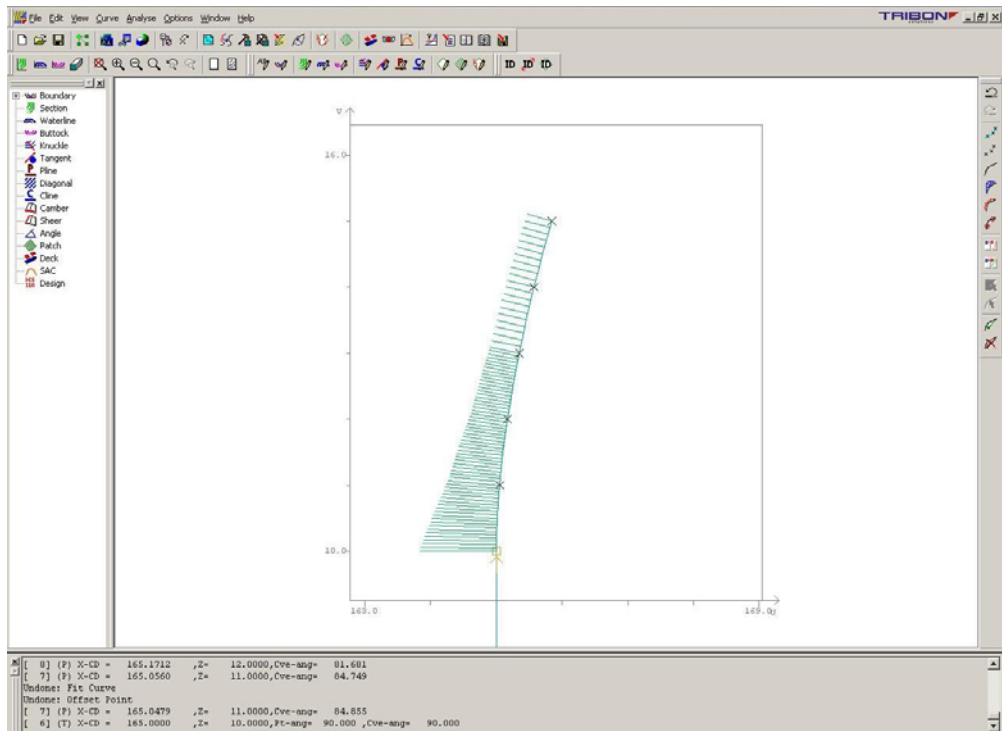 File Edit View Curve Analyse Options Window Help
TRIBON
ID ID ID
Boundary
Section
Waterline
Buttock
Knuckle
Tangent
Pline
Diagonal
Cline
Camber
Sheer
Angle
Patch
Deck
SAC
Design
16.0
10.0
169.0
[ 8] (P) X-CD = 165.1712 ,Z= 12.0000,Cve-ang= 81.681
[ 7] (P) X-CD = 165.0560 ,Z= 11.0000,Cve-ang= 84.749
Undone: Fit Curve
Undone: Offset Point
[ 7] (P) X-CD = 165.0479 ,Z= 11.0000,Cve-ang= 84.855
[ 6] (T) X-CD = 165.0000 ,Z= 10.0000,Pt-ang= 90.000 ,Cve-ang= 90.000